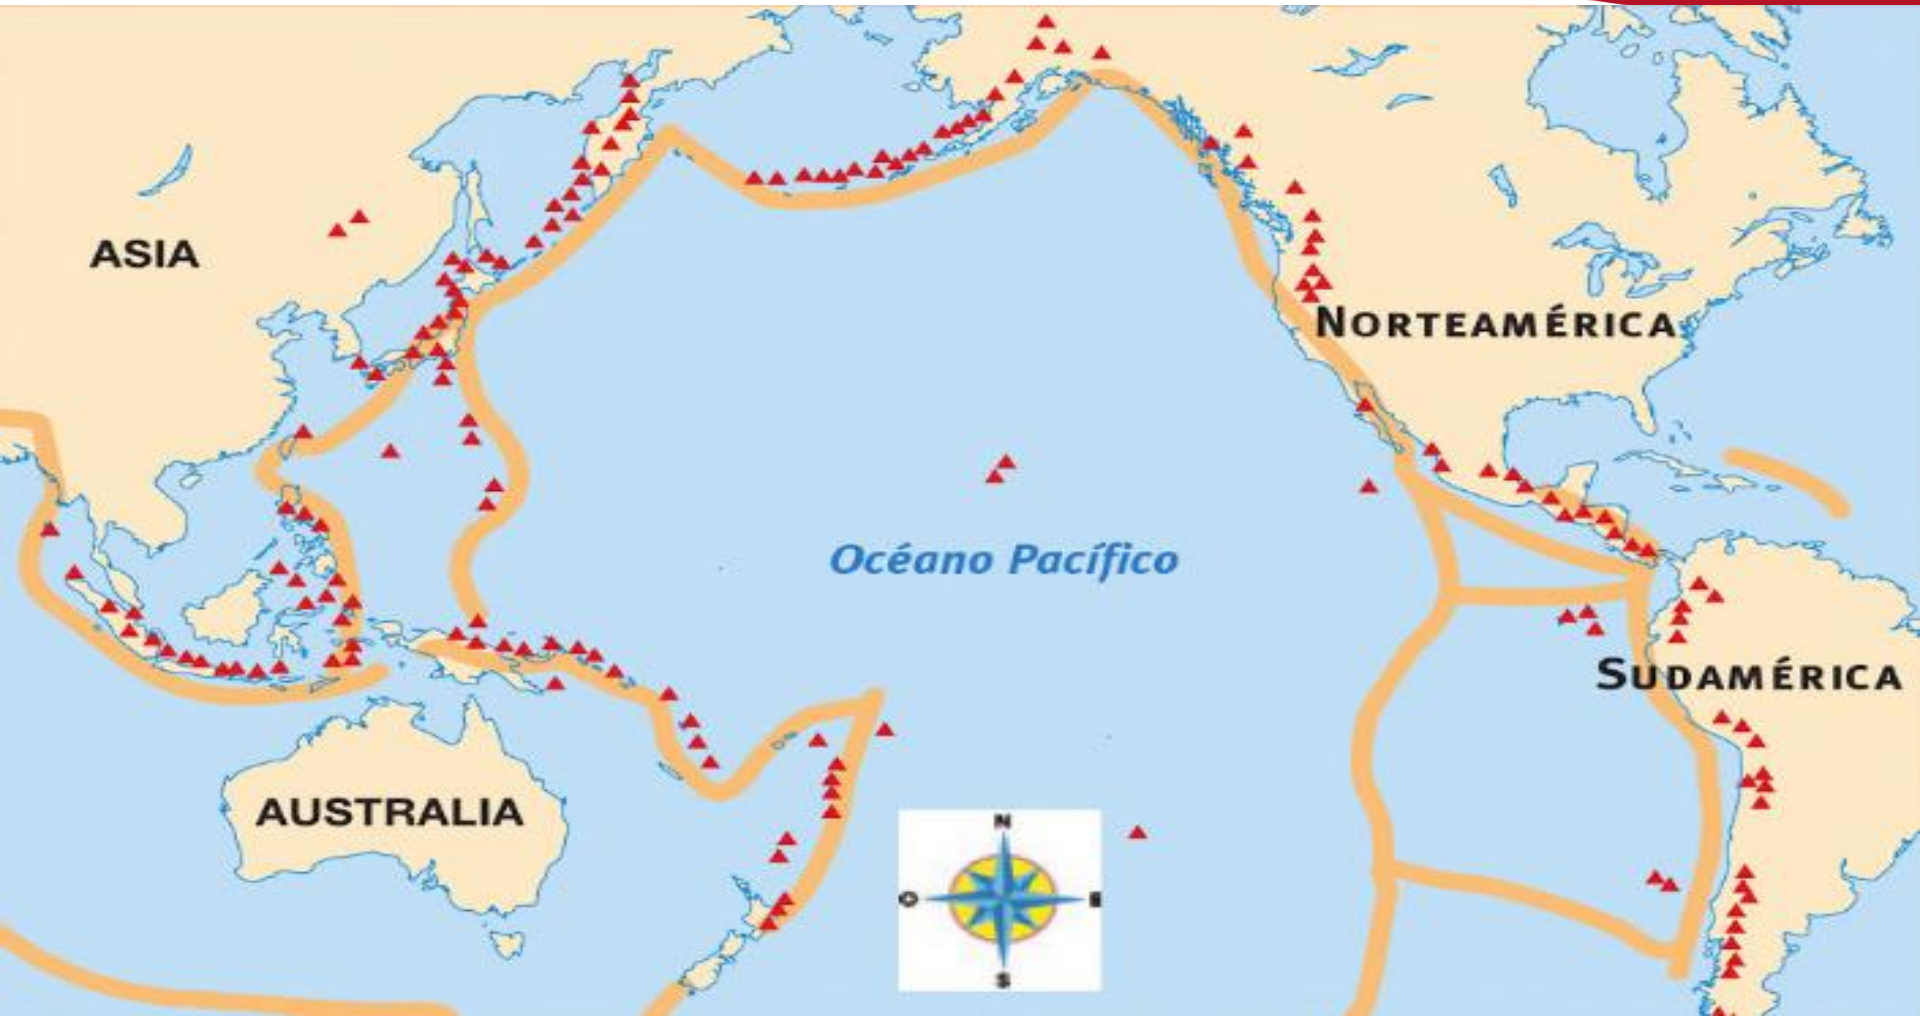 ASIA
NORTEAMÉRICA
Océano Pacífico
SUDAMÉRICA
AUSTRALIA
N
O
E
S